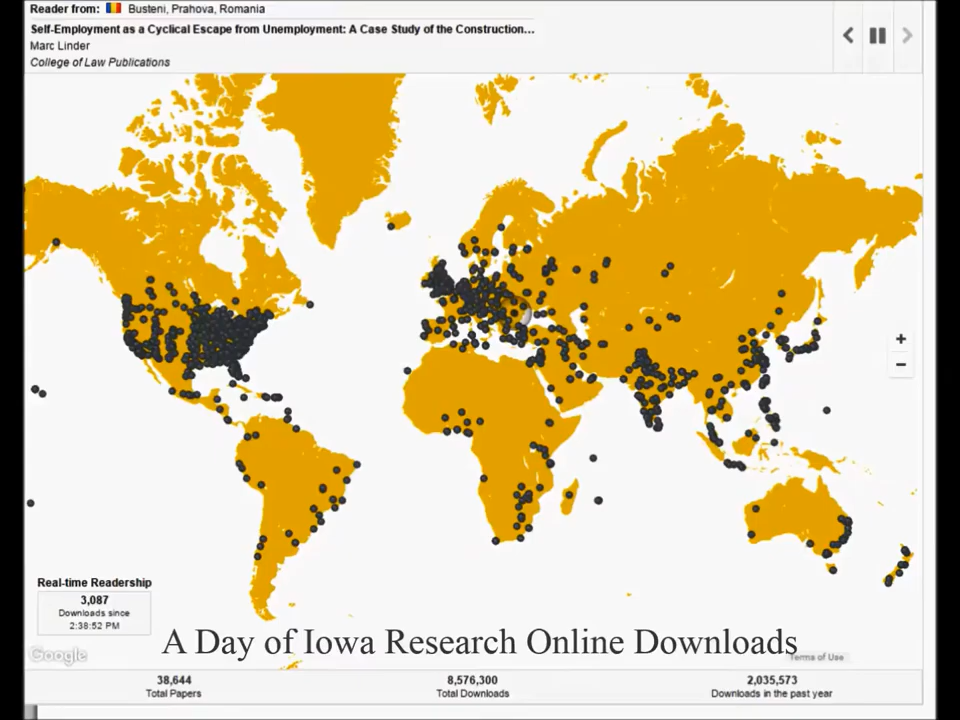 Reader from: Busteni, Prahova, Romania
Self-Employment as a Cyclical Escape from Unemployment: A Case Study of the Construction...
Marc Linder
College of Law Publications
+
−
Real-time Readership
3,087
Downloads since
2:38:52 PM
A Day of Iowa Research Online Downloads
Google
Terms of Use
38,644 8,576,300 2,035,573
Total Papers Total Downloads Downloads in the past year